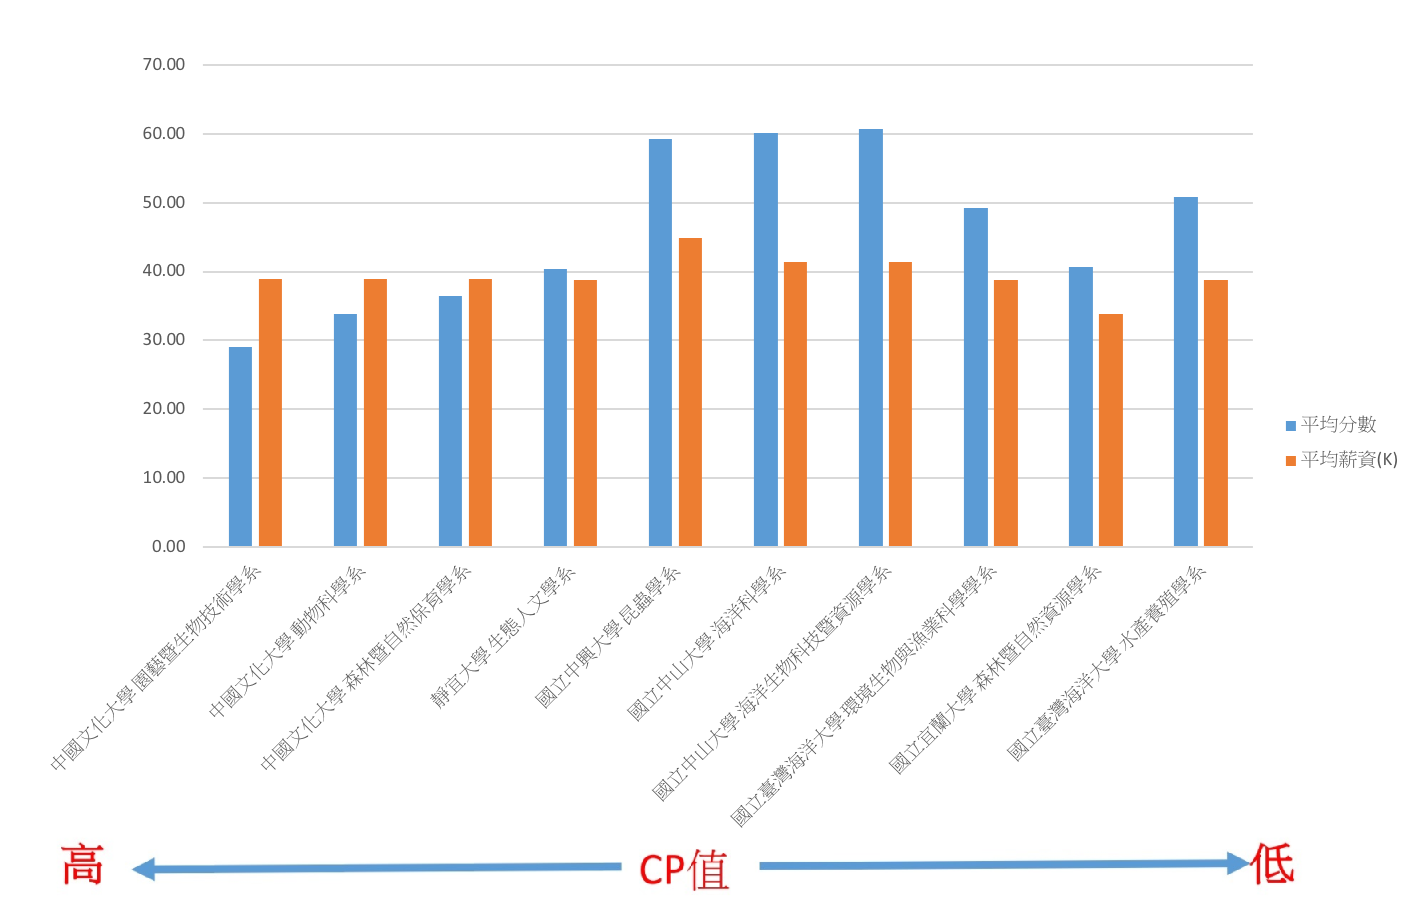 70.00
60.00
50.00
40.00
30.00
20.00
10.00
0.00
平均分數
平均薪資(K)
中國文化大學 園藝暨生物技術學系
中國文化大學 動物科學系
中國文化大學 森林暨自然保育學系
靜宜大學 生態人文學系
國立中興大學 昆蟲學系
國立中山大學 海洋科學系
國立中山大學 海洋生物科技暨資源學系
國立臺灣海洋大學 環境生物與漁業科學學系
國立宜蘭大學 森林暨自然資源學系
國立臺灣海洋大學 水產養殖學系
高 CP值 低